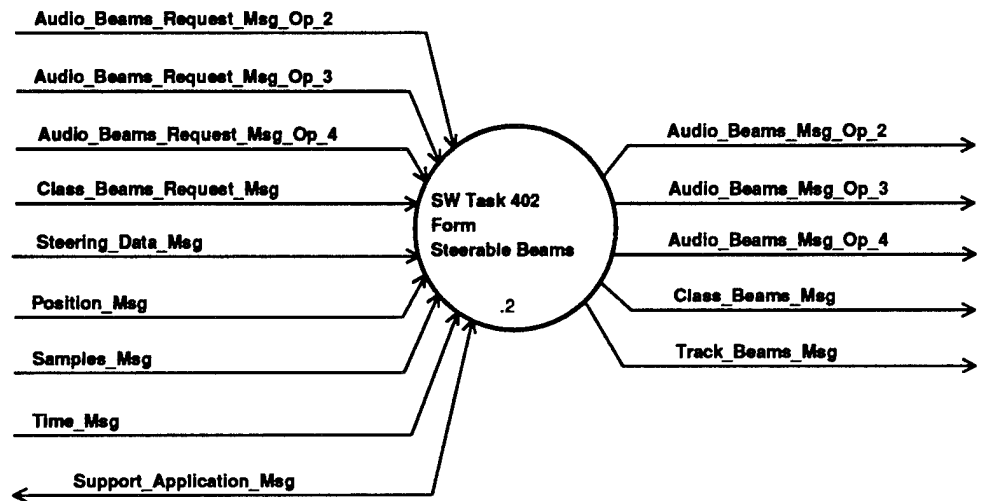 Audio_Beams_Request_Msg_Op_2
Audio_Beams_Request_Msg_Op_3
Audio_Beams_Request_Msg_Op_4
Class_Beams_Request_Msg
Steering_Data_Msg
Position_Msg
Samples_Msg
Time_Msg
Support_Application_Msg
SW Task 402
Form
Steerable Beams
.2
Audio_Beams_Msg_Op_2
Audio_Beams_Msg_Op_3
Audio_Beams_Msg_Op_4
Class_Beams_Msg
Track_Beams_Msg